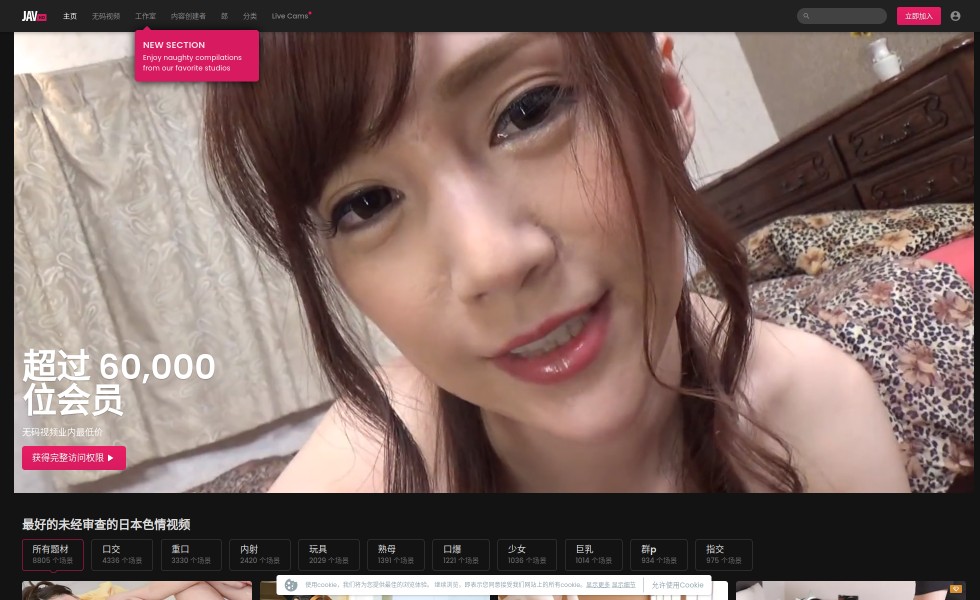 JAV
主页
无码视频
工作室
内容创建者
郎
分类
Live Cams
立即加入
NEW SECTION
Enjoy naughty compilations
from our favorite studios
超过 60,000
位会员
无码视频业内最低价
获得完整访问权限
最好的未经审查的日本色情视频
所有题材
8805 个场景
口交
4336 个场景
重口
3330 个场景
内射
2420 个场景
玩具
2029 个场景
熟母
1391 个场景
口爆
1221 个场景
少女
1036 个场景
巨乳
1014 个场景
群p
934 个场景
指交
975 个场景
使用cookie，我们将为您提供最佳的浏览体验。 继续浏览，即表示您同意接受我们网站上的所有cookie。显示更多 显示细节
允许使用Cookie